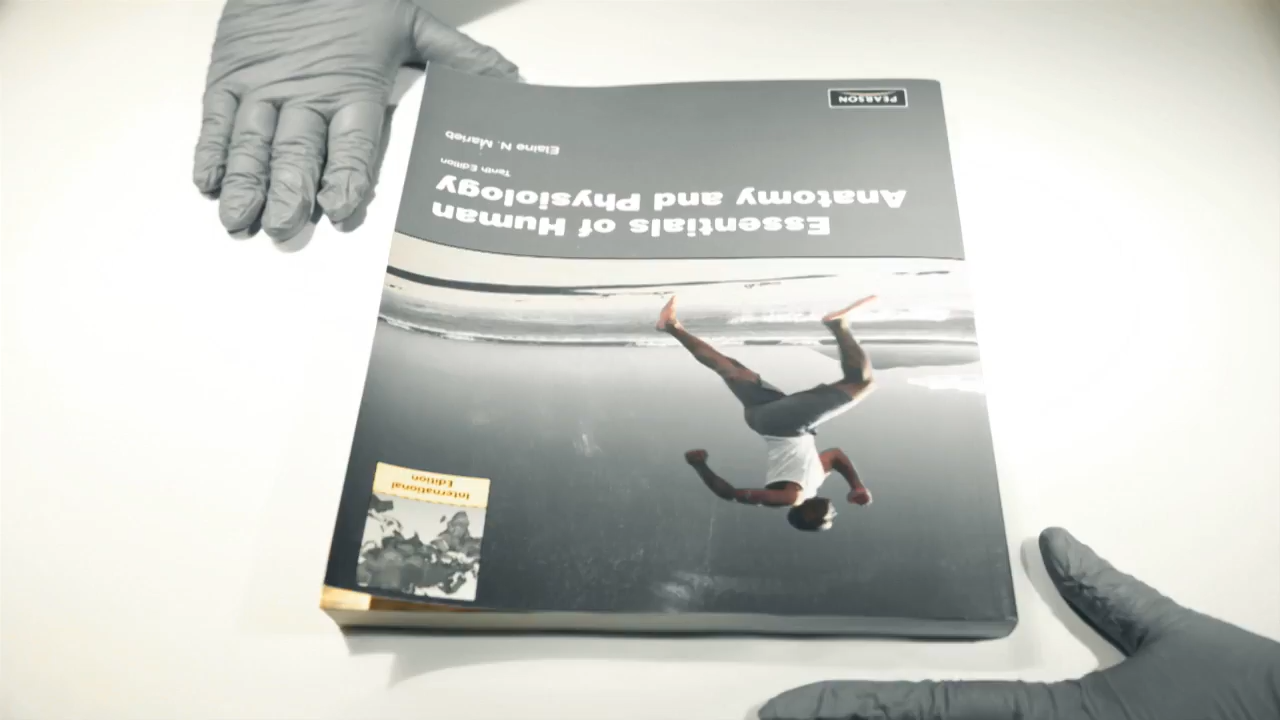 Essentials of Human
Anatomy and Physiology
Tenth Edition
Elaine N. Marieb
PEARSON
International
Edition